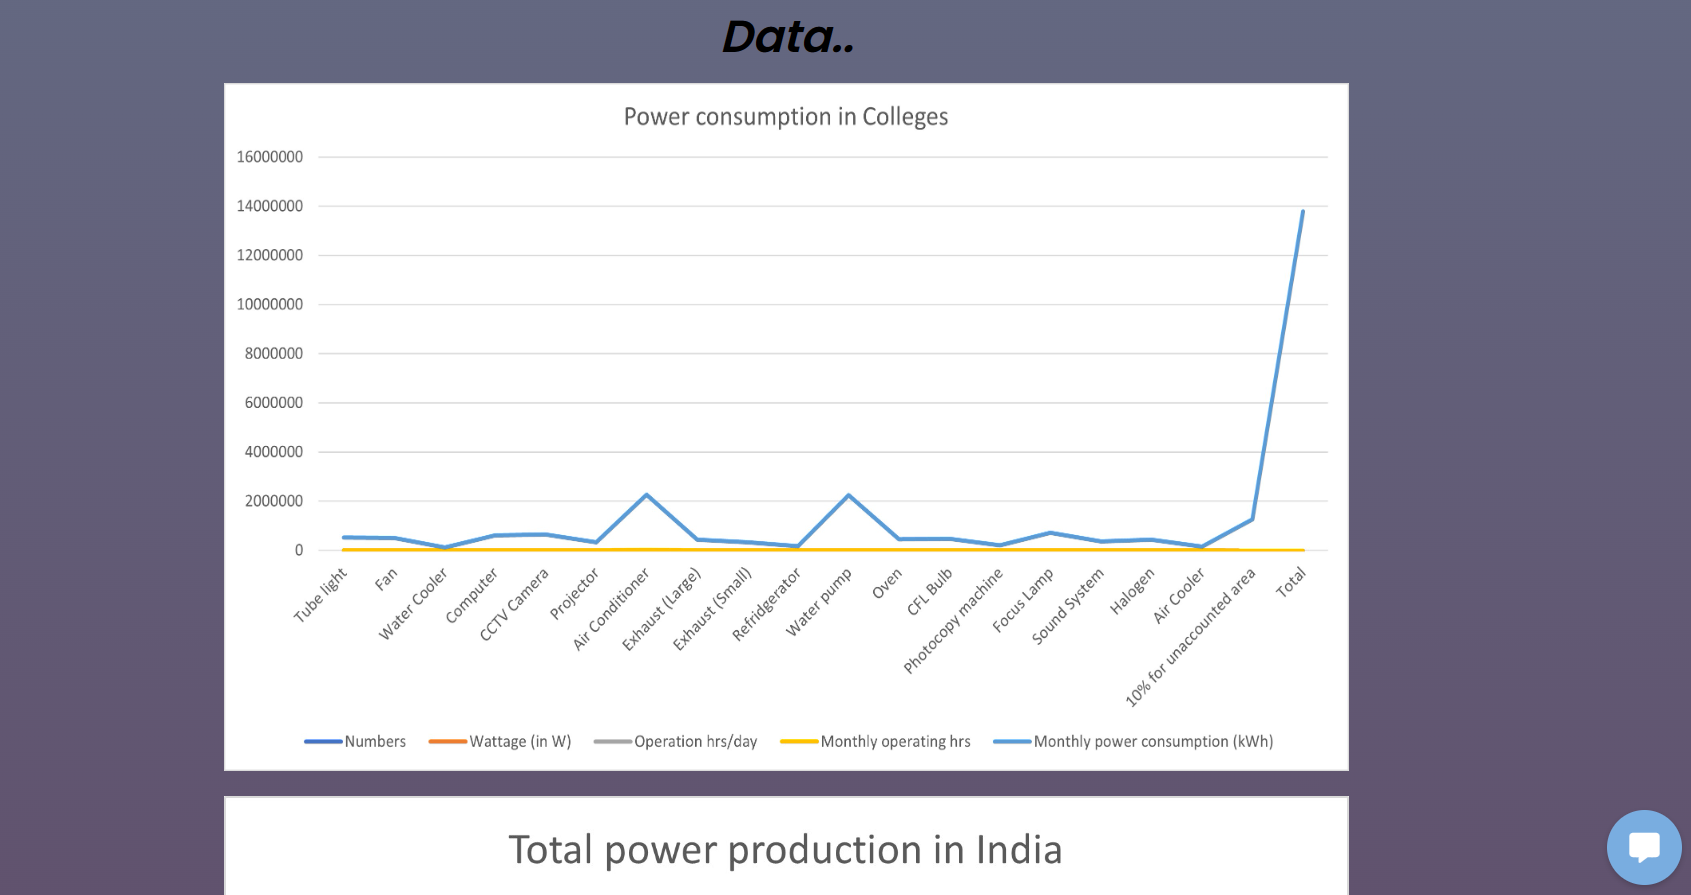 Data..
Power consumption in Colleges
16000000
14000000
12000000
10000000
8000000
6000000
4000000
2000000
0
Tube light
Fan
Water Cooler
Computer
CCTV Camera
Projector
Air Conditioner
Exhaust (Large)
Exhaust (Small)
Refridgerator
Water pump
Oven
CFL Bulb
Photocopy machine
Focus Lamp
Sound System
Halogen
Air Cooler
10% for unaccounted area
Total
Numbers Wattage (in W) Operation hrs/day Monthly operating hrs Monthly power consumption (kWh)
Total power production in India